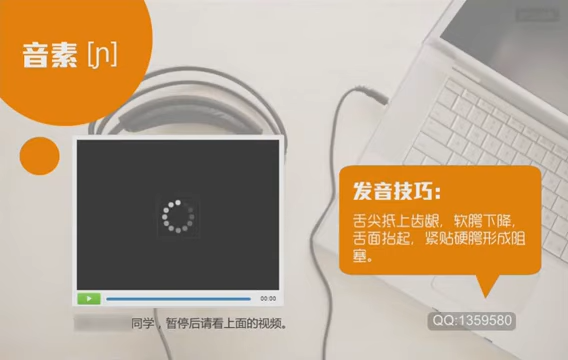 音素 [ɲ]
发音技巧：
舌尖抵上齿龈，软腭下降，
舌面抬起，紧贴硬腭形成阻
塞。
00:00
同学，暂停后请看上面的视频。
QQ:1359580